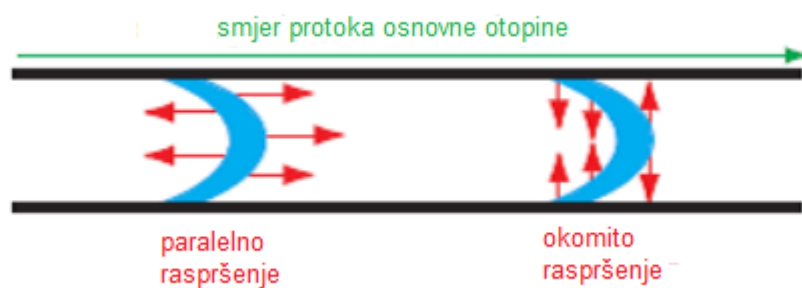 smjer protoka osnovne otopine
paralelno
raspršenje
okomito
raspršenje